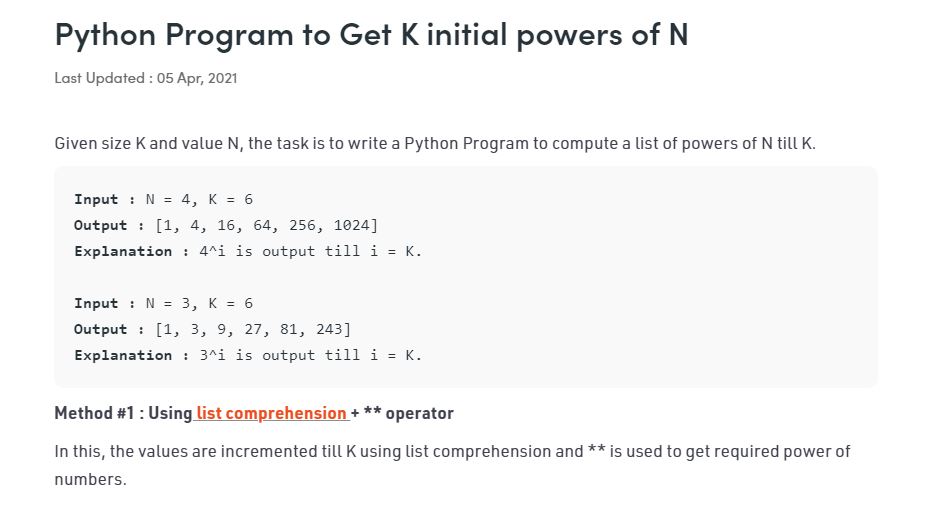 Python Program to Get K initial powers of N
Last Updated : 05 Apr, 2021
Given size K and value N, the task is to write a Python Program to compute a list of powers of N till K.
Input : N = 4, K = 6
Output : [1, 4, 16, 64, 256, 1024]
Explanation : 4^i is output till i = K.
Input : N = 3, K = 6
Output : [1, 3, 9, 27, 81, 243]
Explanation : 3^i is output till i = K.
Method #1 : Using list comprehension + ** operator
In this, the values are incremented till K using list comprehension and ** is used to get required power of
numbers.